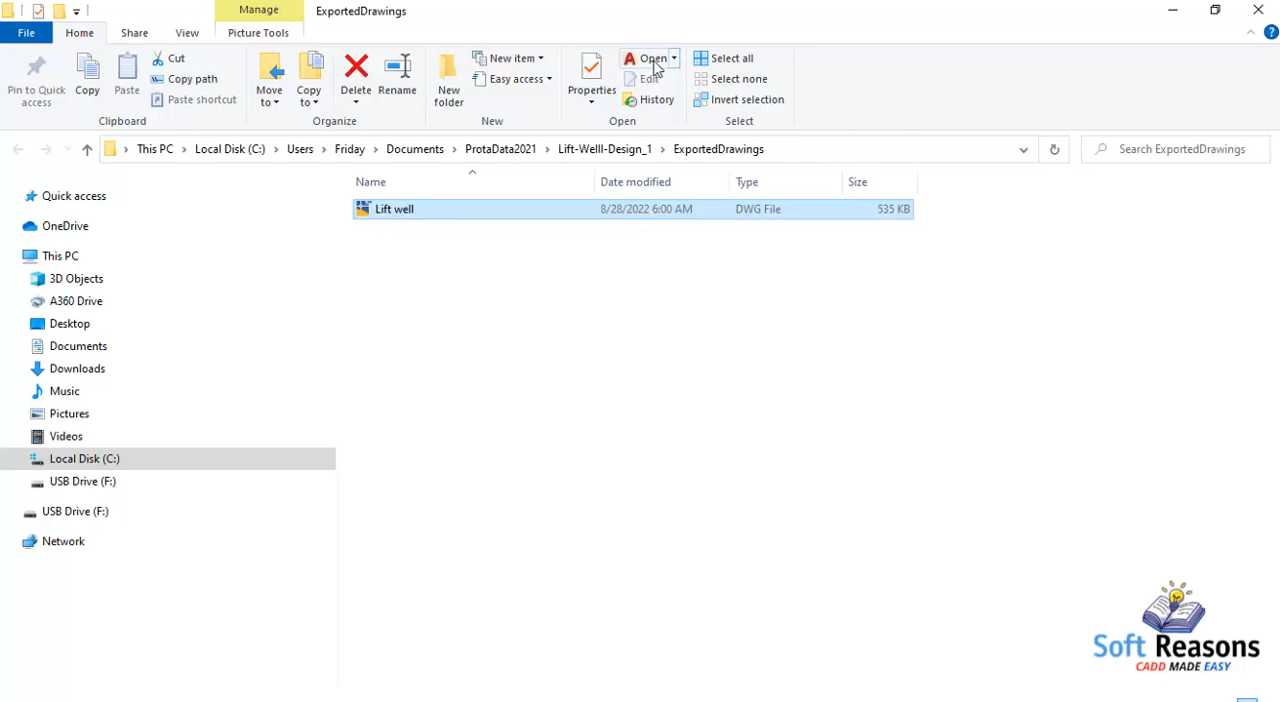 Manage
ExportedDrawings
File
Home
Share
View
Picture Tools
Pin to Quick access
Copy
Paste
Cut
Copy path
Paste shortcut
Clipboard
Move to
Copy to
Delete
Rename
Organize
New folder
New item
Easy access
New
Properties
Open
Edit
History
Open
Select all
Select none
Invert selection
Select
This PC > Local Disk (C:) > Users > Friday > Documents > ProtaData2021 > Lift-Welll-Design_1 > ExportedDrawings
Search ExportedDrawings
Name
Date modified
Type
Size
Lift well
8/28/2022 6:00 AM
DWG File
535 KB
Quick access
OneDrive
This PC
3D Objects
A360 Drive
Desktop
Documents
Downloads
Music
Pictures
Videos
Local Disk (C:)
USB Drive (F:)
USB Drive (F:)
Network
Soft Reasons
CADD MADE EASY